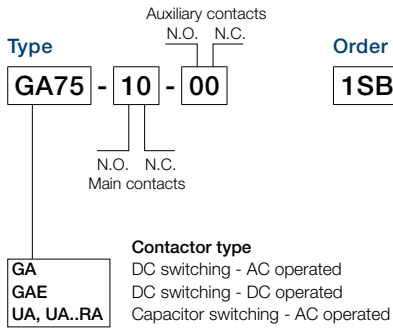 Auxiliary contacts
N.O. N.C.
Type Order
GA75 - 10 - 00 1SB
N.O. N.C.
Main contacts
Contactor type
GA DC switching - AC operated
GAE DC switching - DC operated
UA, UA..RA Capacitor switching - AC operated